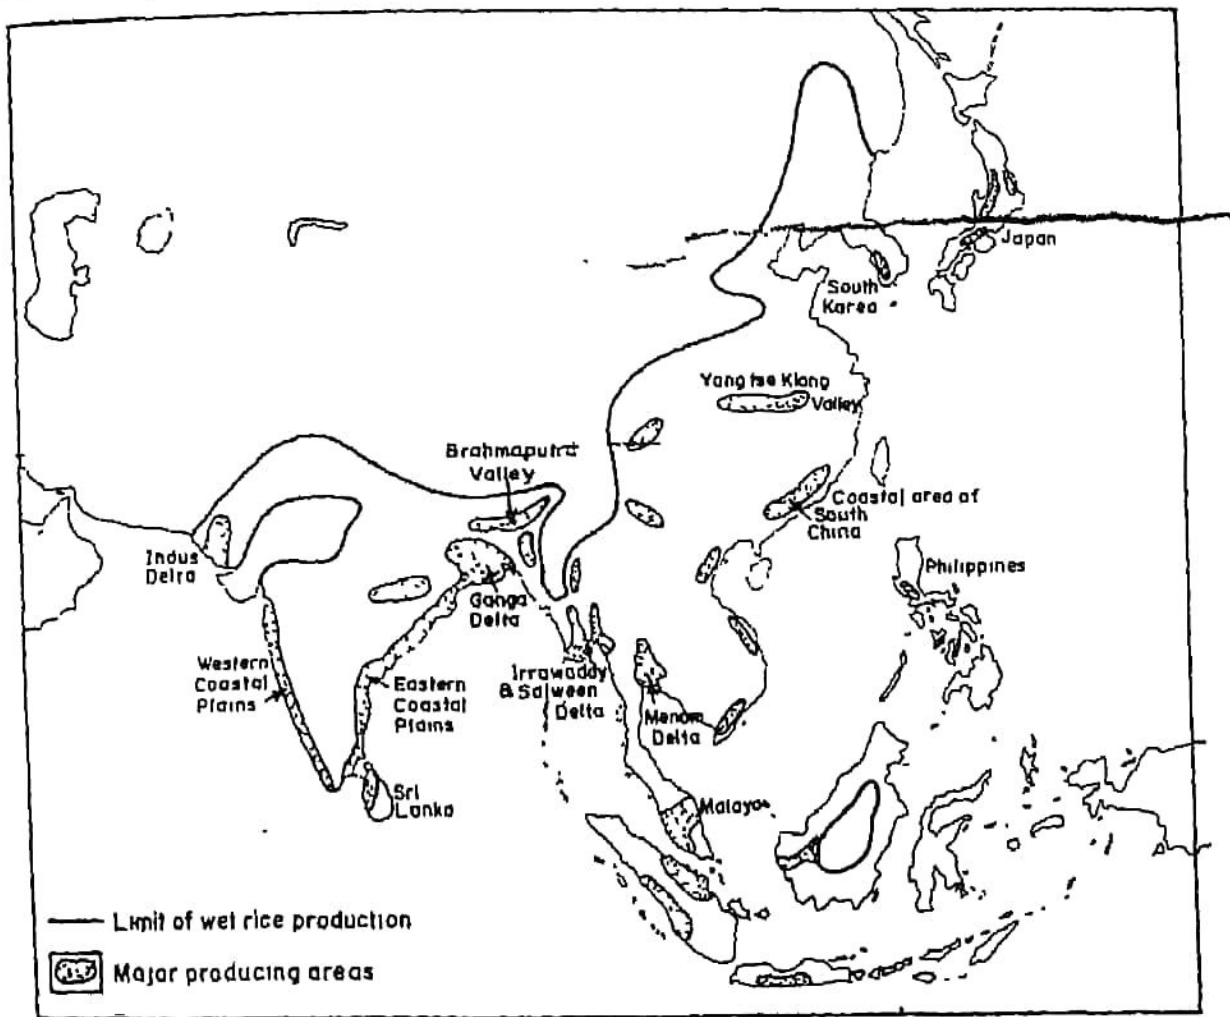 Japan
South
Korea
Yang tse Kiang
Valley
Brahmaputra
Valley
Coastal area of
South
China
Indus
Delta
Philippines
Ganga
Delta
Western
Coastal
Plains
Eastern
Coastal
Plains
Irrawaddy
& Salween
Delta
Menam
Delta
Sri
Lanka
Malaya
Limit of wet rice production
Major producing areas